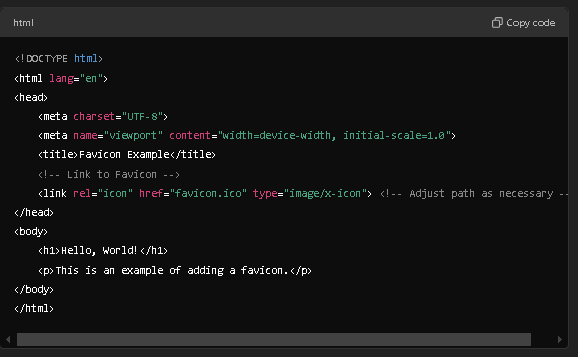 html Copy code
<!DOCTYPE html>
<html lang="en">
<head>
    <meta charset="UTF-8">
    <meta name="viewport" content="width=device-width, initial-scale=1.0">
    <title>Favicon Example</title>
    <!-- Link to Favicon -->
    <link rel="icon" href="favicon.ico" type="image/x-icon"> <!-- Adjust path as necessary --
</head>
<body>
    <h1>Hello, World!</h1>
    <p>This is an example of adding a favicon.</p>
</body>
</html>